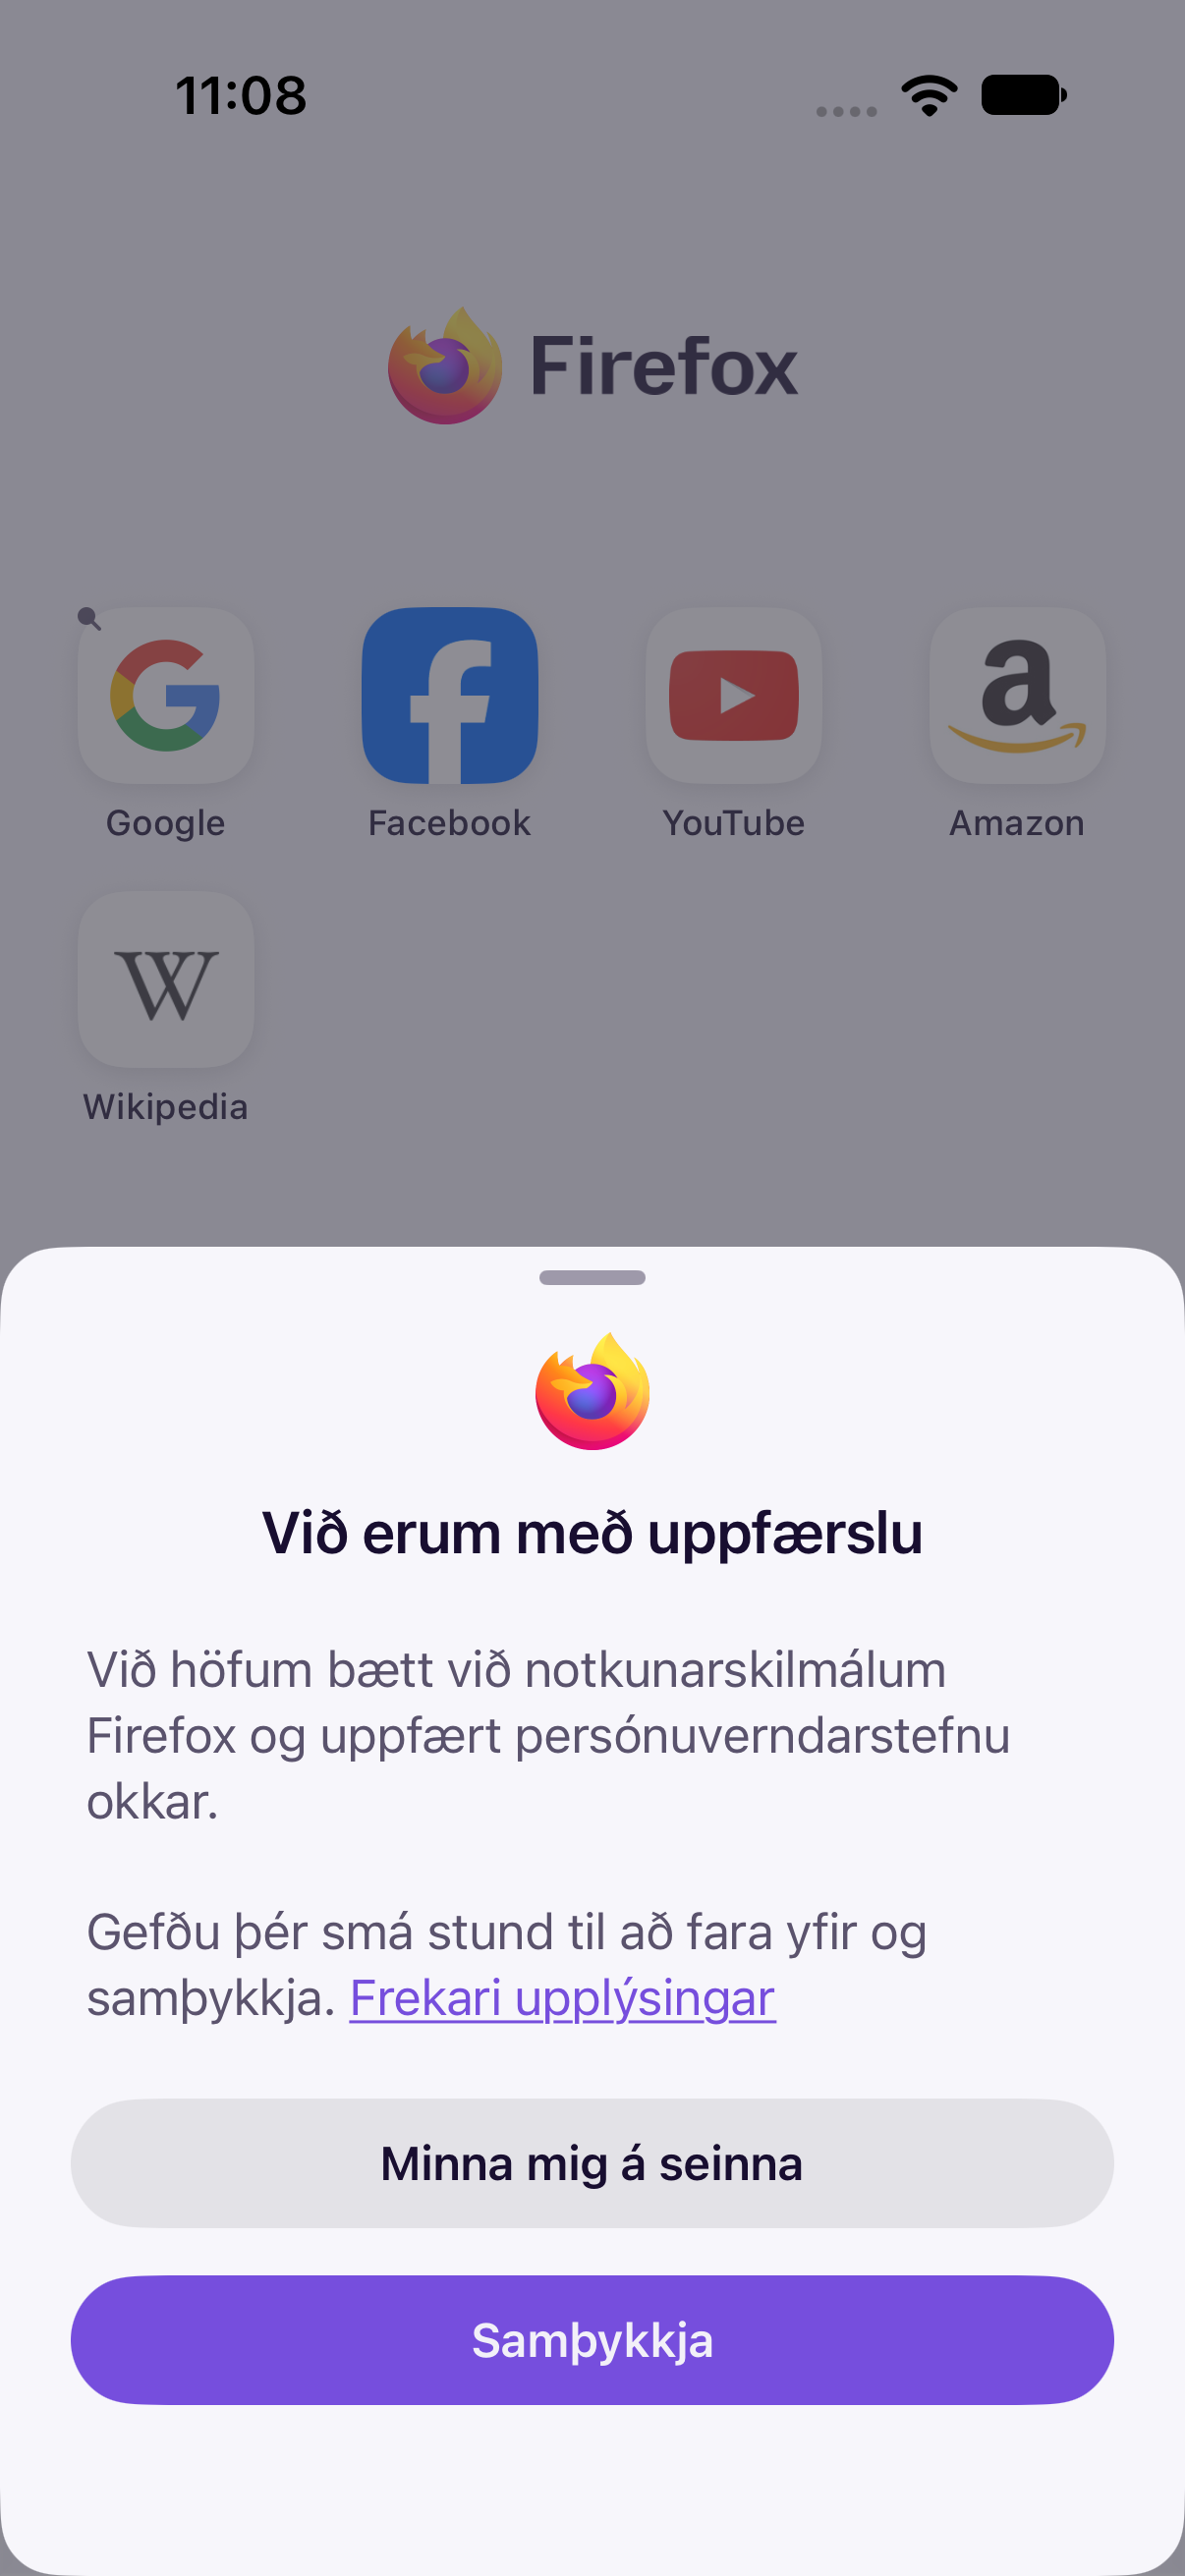 11:08
Firefox
Google
Facebook
YouTube
Amazon
Wikipedia
Við erum með uppfærslu
Við höfum bætt við notkunarskilmálum
Firefox og uppfært persónuverndarstefnu
okkar.
Gefðu þér smá stund til að fara yfir og
samþykkja. Frekari upplýsingar
Minna mig á seinna
Samþykkja